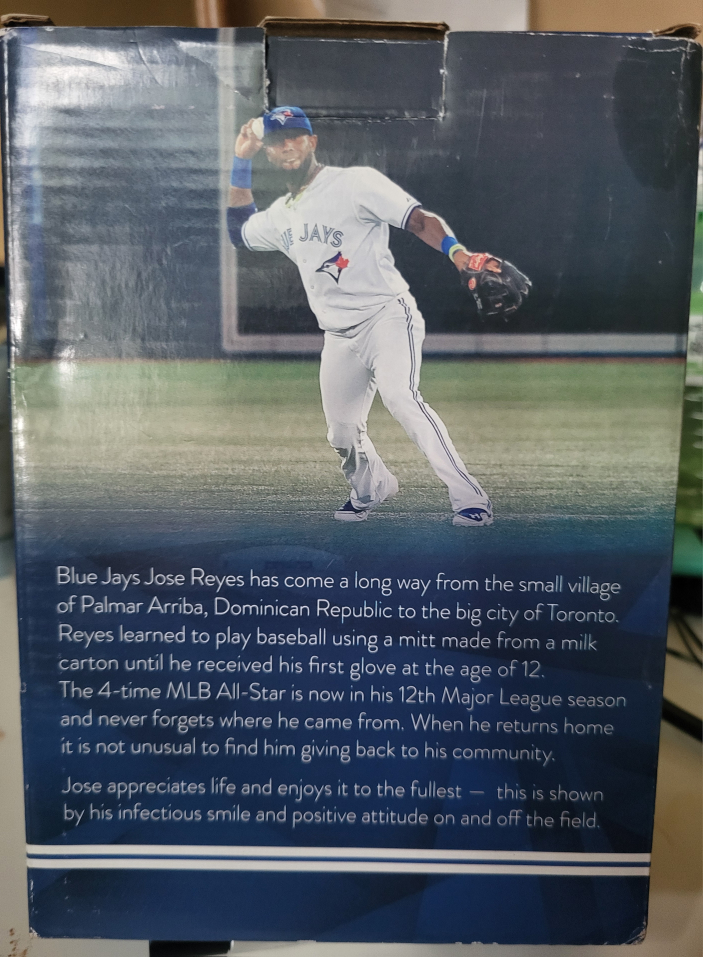 JAYS
Blue Jays Jose Reyes has come a long way from the small village
of Palmar Arriba, Dominican Republic to the big city of Toronto.
Reyes learned to play baseball using a mitt made from a milk
carton until he received his first glove at the age of 12.
The 4-time MLB All-Star is now in his 12th Major League season
and never forgets where he came from. When he returns home
it is not unusual to find him giving back to his community.
Jose appreciates life and enjoys it to the fullest — this is shown
by his infectious smile and positive attitude on and off the field.